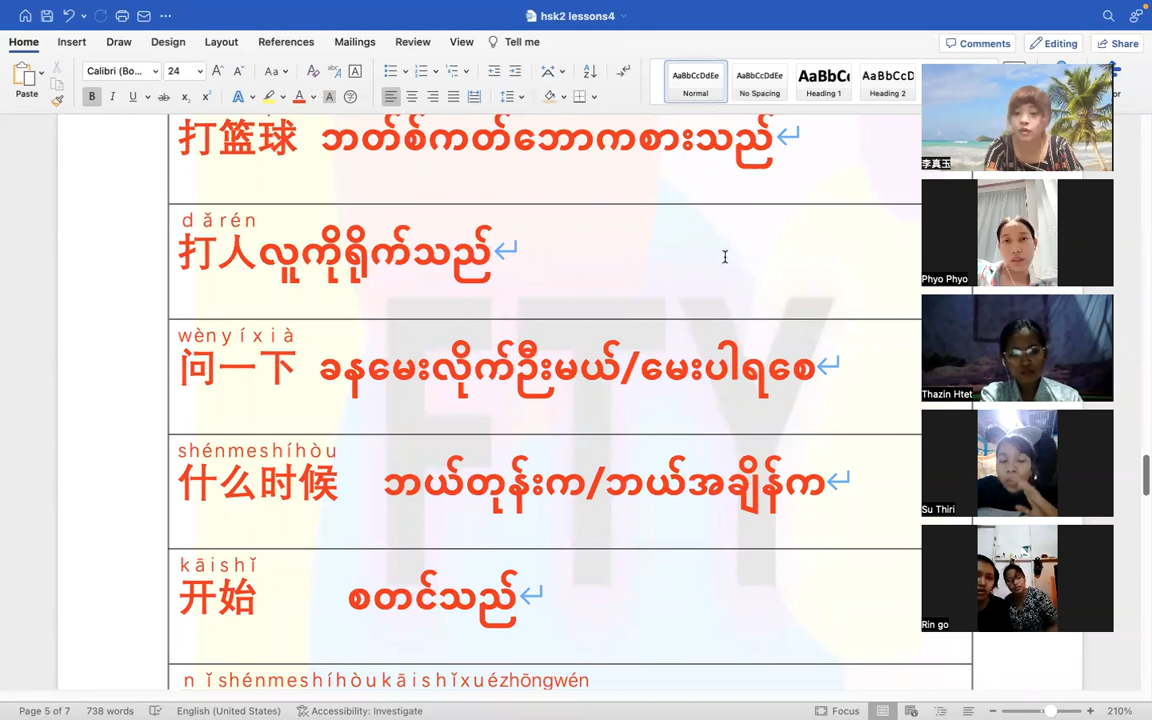 hsk2 lessons4
Home Insert Draw Design Layout References Mailings Review View Tell me
Comments Editing Share
Paste
Calibri (Bo... 24
AaBbCcDdEe AaBbCcDdEe AaBbC AaBbCcD
Normal No Spacing Heading 1 Heading 2
打篮球 ဘတ်စ်ကတ်ဘောကစားသည်
dǎrén
打人လူကိုရိုက်သည်
wènyíxià
问一下 ခနမေးလိုက်ဦးမယ်/မေးပါရစေ
shénmeshíhòu
什么时候 ဘယ်တုန်းက/ဘယ်အချိန်က
kāishǐ
开始 စတင်သည်
nǐshénmeshíhòukāishǐxuézhōngwén
FTY
李真玉
Phyo Phyo
Thazin Htet
Su Thiri
Rin go
Page 5 of 7 738 words English (United States) Accessibility: Investigate Focus 210%